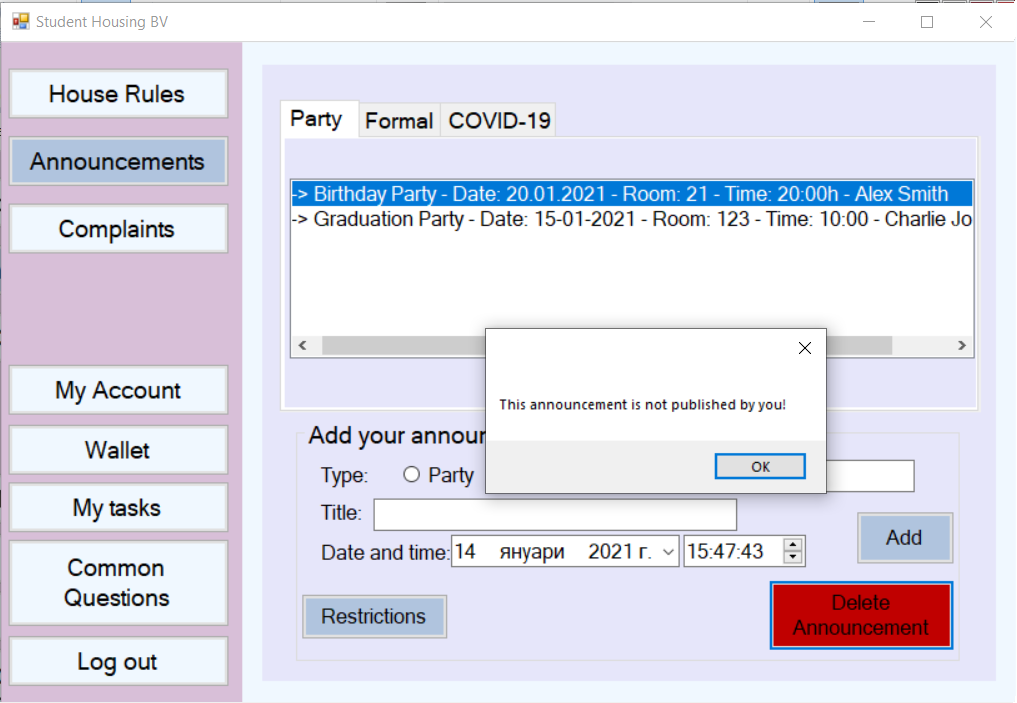 Student Housing BV
House Rules
Announcements
Complaints
My Account
Wallet
My tasks
Common
Questions
Log out
Party
Formal
COVID-19
-> Birthday Party - Date: 20.01.2021 - Room: 21 - Time: 20:00h - Alex Smith
-> Graduation Party - Date: 15-01-2021 - Room: 123 - Time: 10:00 - Charlie Jo
This announcement is not published by you!
OK
Add your announ
Type:
Party
Title:
Date and time:
14 януари 2021 г.
15:47:43
Add
Restrictions
Delete
Announcement